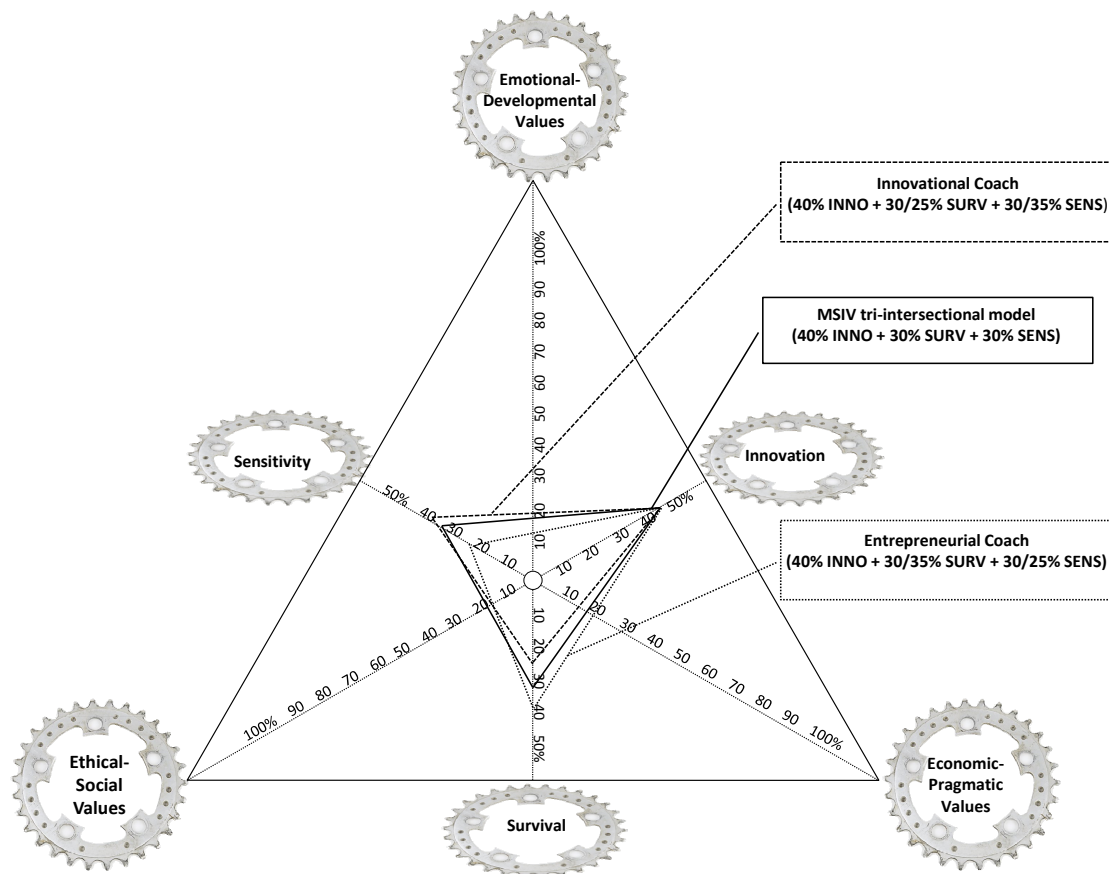 Emotional-
Developmental
Values
Innovational Coach
(40% INNO + 30/25% SURV + 30/35% SENS)
MSIV tri-intersectional model
(40% INNO + 30% SURV + 30% SENS)
Sensitivity
Innovation
Entrepreneurial Coach
(40% INNO + 30/35% SURV + 30/25% SENS)
100%
90
80
70
60
50
40
30
20
10
50%
40
30
20
10
50%
40
30
20
10
10
20
30
40
50
60
70
80
90
100%
10
20
30
40
50
60
70
80
90
100%
10
20
30
40
50%
Ethical-
Social
Values
Survival
Economic-
Pragmatic
Values